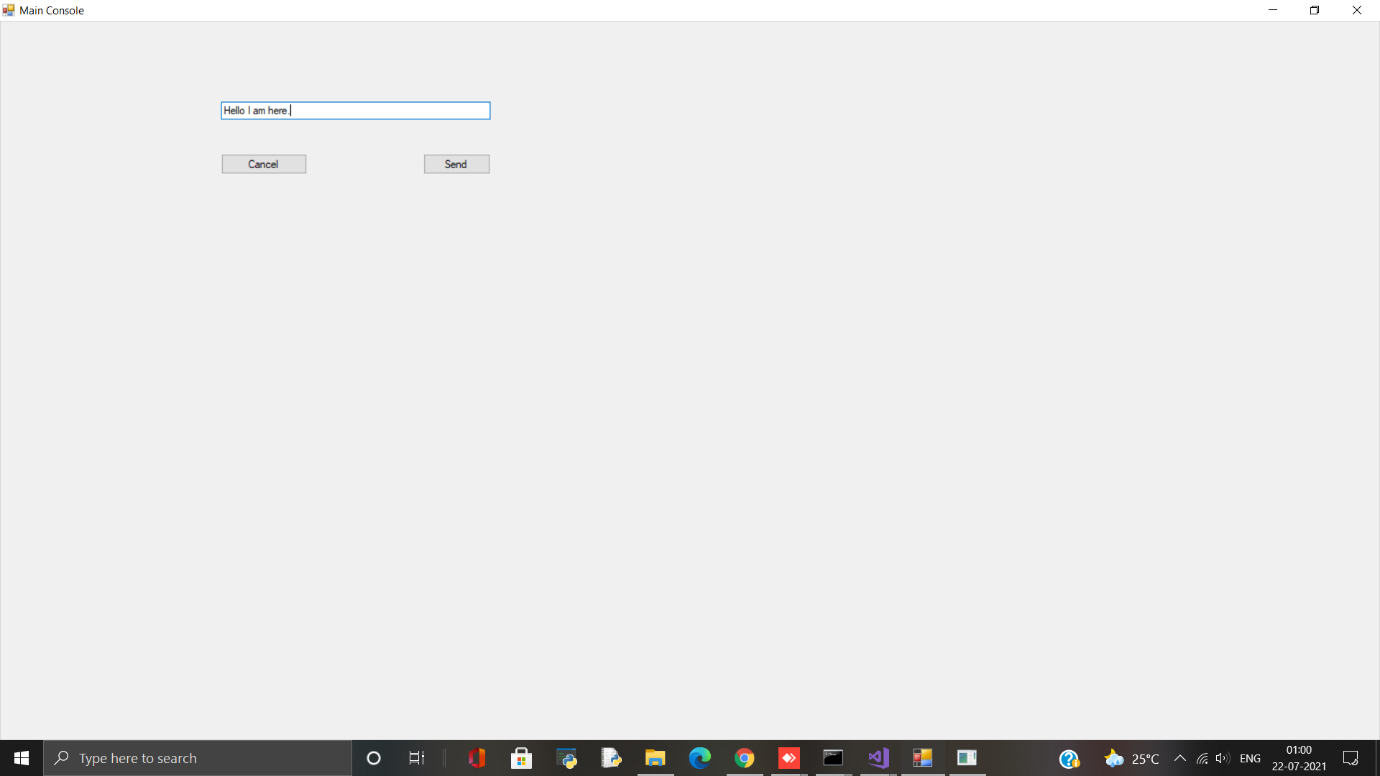 Main Console
Hello I am here.
Cancel
Send
Type here to search
25°C
ENG
01:00
22-07-2021